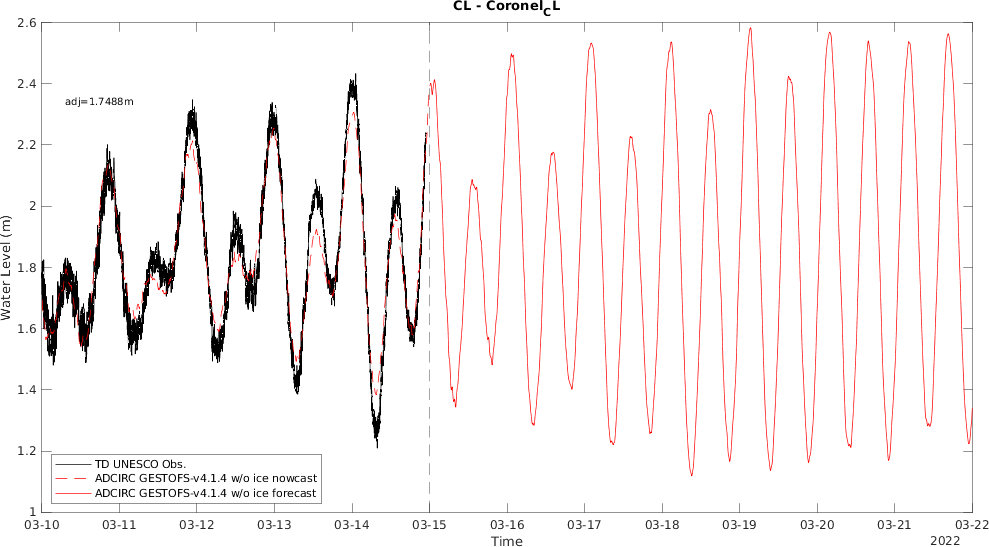 CL - Coronel_CL
adj=1.7488m
Water Level (m)
2.6
2.4
2.2
2
1.8
1.6
1.4
1.2
1
TD UNESCO Obs.
ADCIRC GESTOFS-v4.1.4 w/o ice nowcast
ADCIRC GESTOFS-v4.1.4 w/o ice forecast
03-10 03-11 03-12 03-13 03-14 03-15 03-16 03-17 03-18 03-19 03-20 03-21 03-22
Time
2022